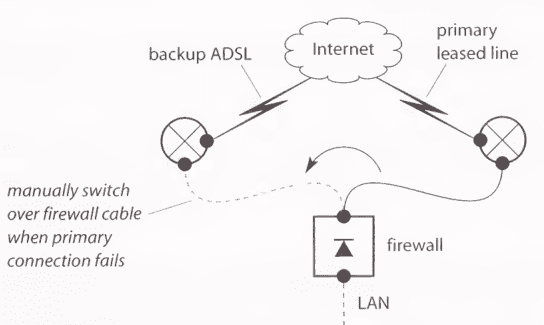 Internet
backup ADSL
primary
leased line
manually switch
over firewall cable
when primary
connection fails
firewall
LAN